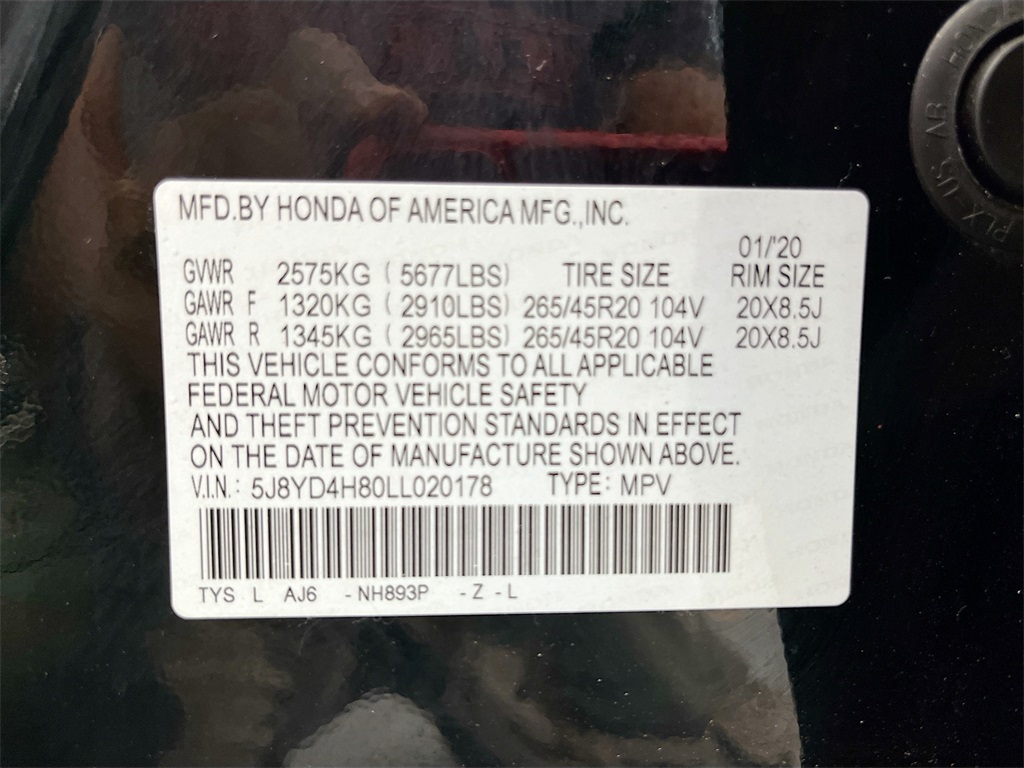 MFD.BY HONDA OF AMERICA MFG.,INC.
01/'20
GVWR 2575KG ( 5677LBS) TIRE SIZE RIM SIZE
GAWR F 1320KG ( 2910LBS) 265/45R20 104V 20X8.5J
GAWR R 1345KG ( 2965LBS) 265/45R20 104V 20X8.5J
THIS VEHICLE CONFORMS TO ALL APPLICABLE
FEDERAL MOTOR VEHICLE SAFETY
AND THEFT PREVENTION STANDARDS IN EFFECT
ON THE DATE OF MANUFACTURE SHOWN ABOVE.
V.I.N.: 5J8YD4H80LL020178 TYPE: MPV
TYS L AJ6 - NH893P - Z - L
PLX-US AB